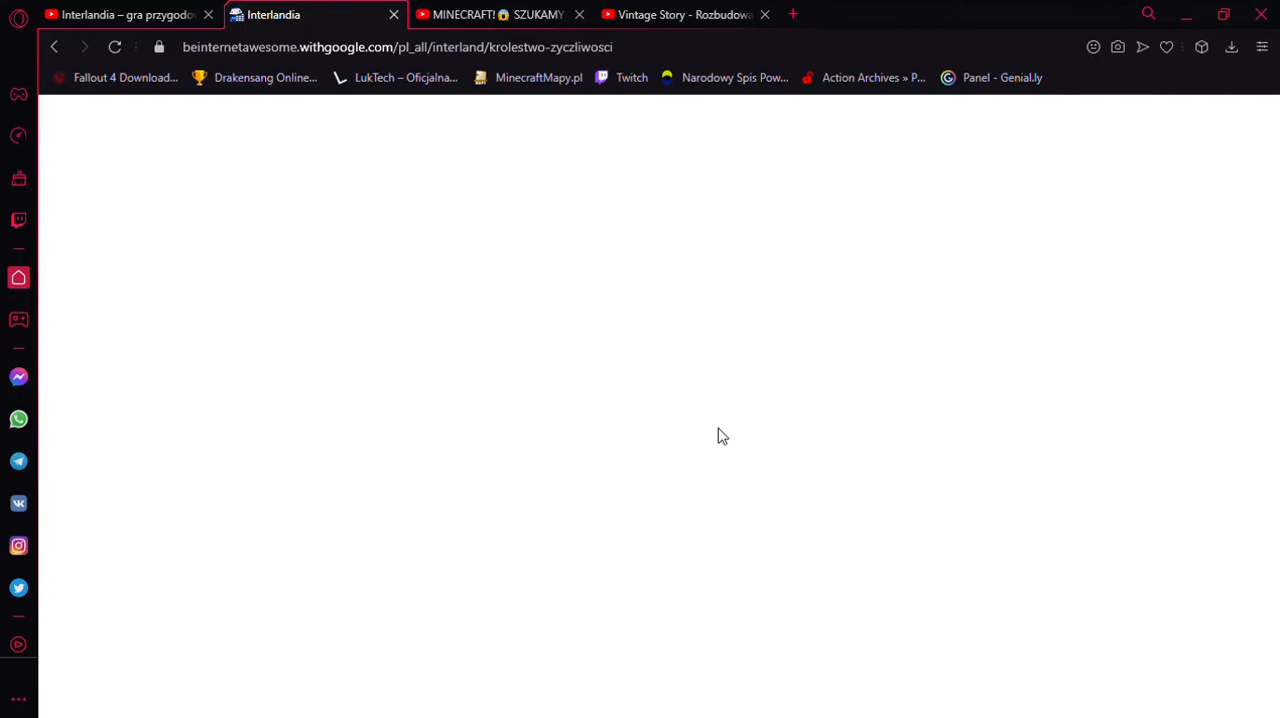 Interlandia – gra przygodo
Interlandia
MINECRAFT! 😱 SZUKAMY
Vintage Story - Rozbudowa
beinternetawesome.withgoogle.com/pl_all/interland/krolestwo-zyczliwosci
Fallout 4 Download...
Drakensang Online...
LukTech – Oficjalna...
MinecraftMapy.pl
Twitch
Narodowy Spis Pow...
Action Archives » P...
Panel - Genial.ly